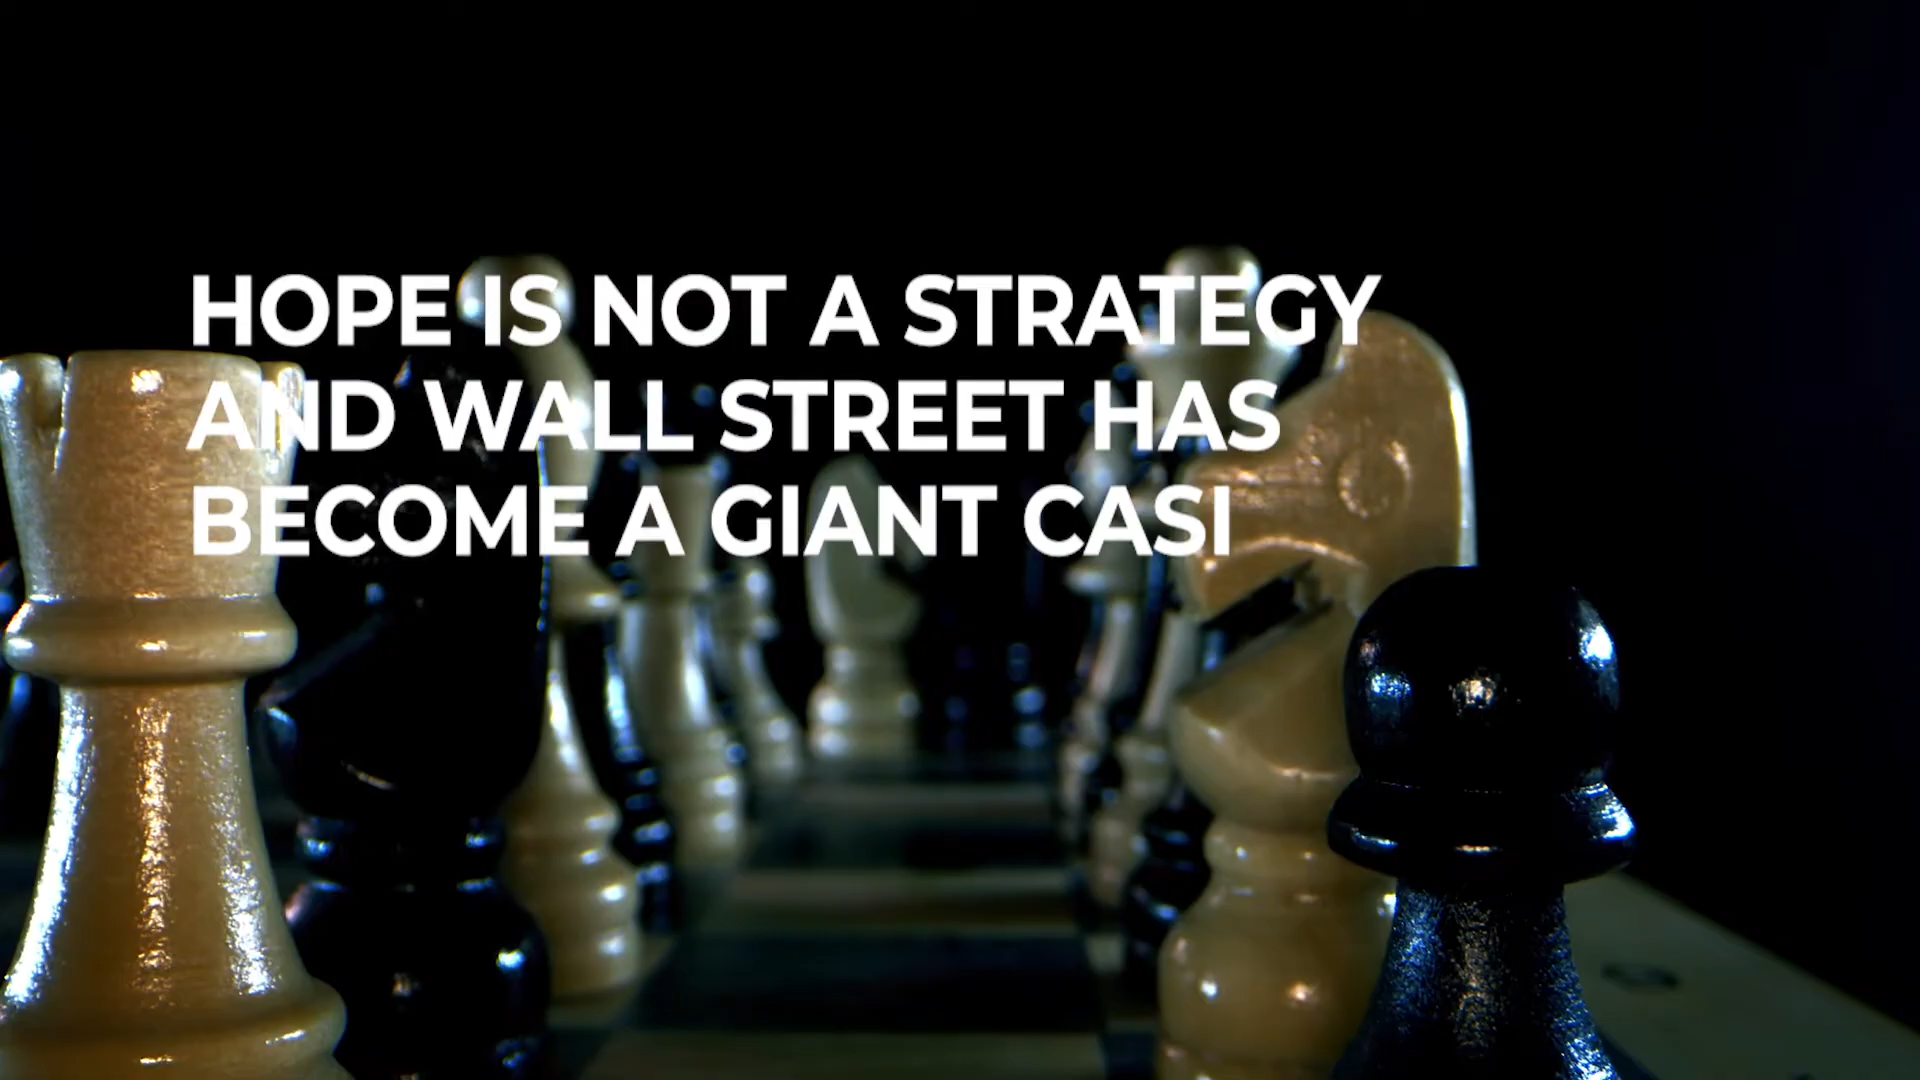 HOPE IS NOT A STRATEGY
AND WALL STREET HAS
BECOME A GIANT CASI